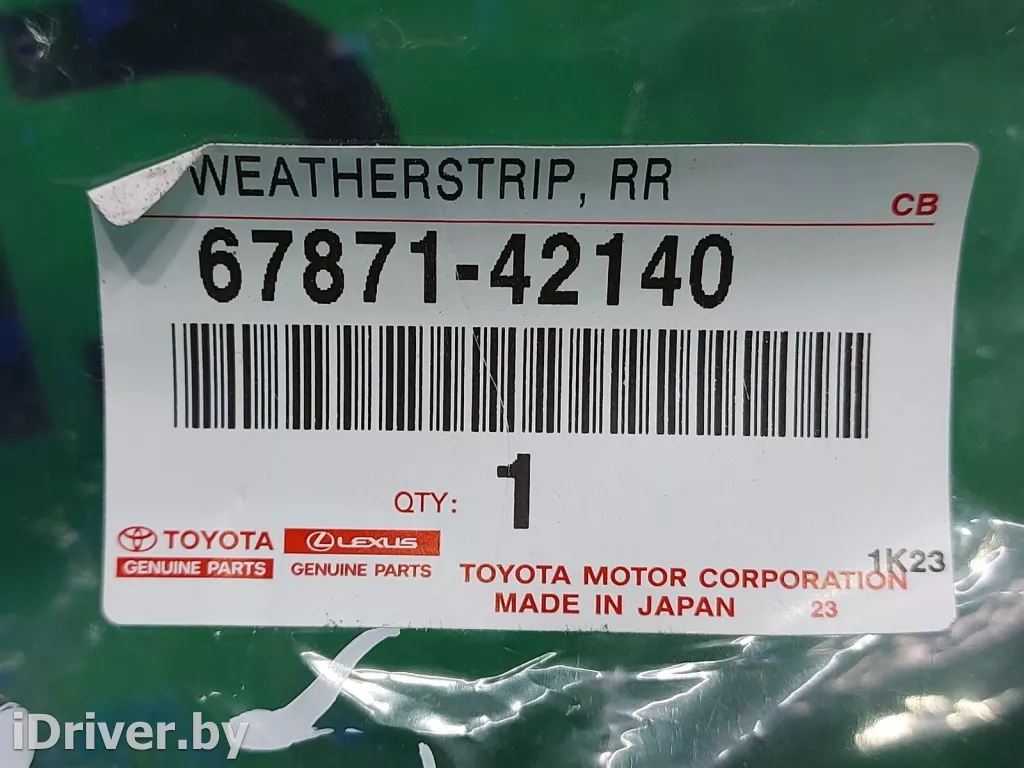 WEATHERSTRIP, RR
CB
67871-42140
QTY: 1
TOYOTA
GENUINE PARTS
LEXUS
GENUINE PARTS
1K23
TOYOTA MOTOR CORPORATION
MADE IN JAPAN 23
iDriver.by